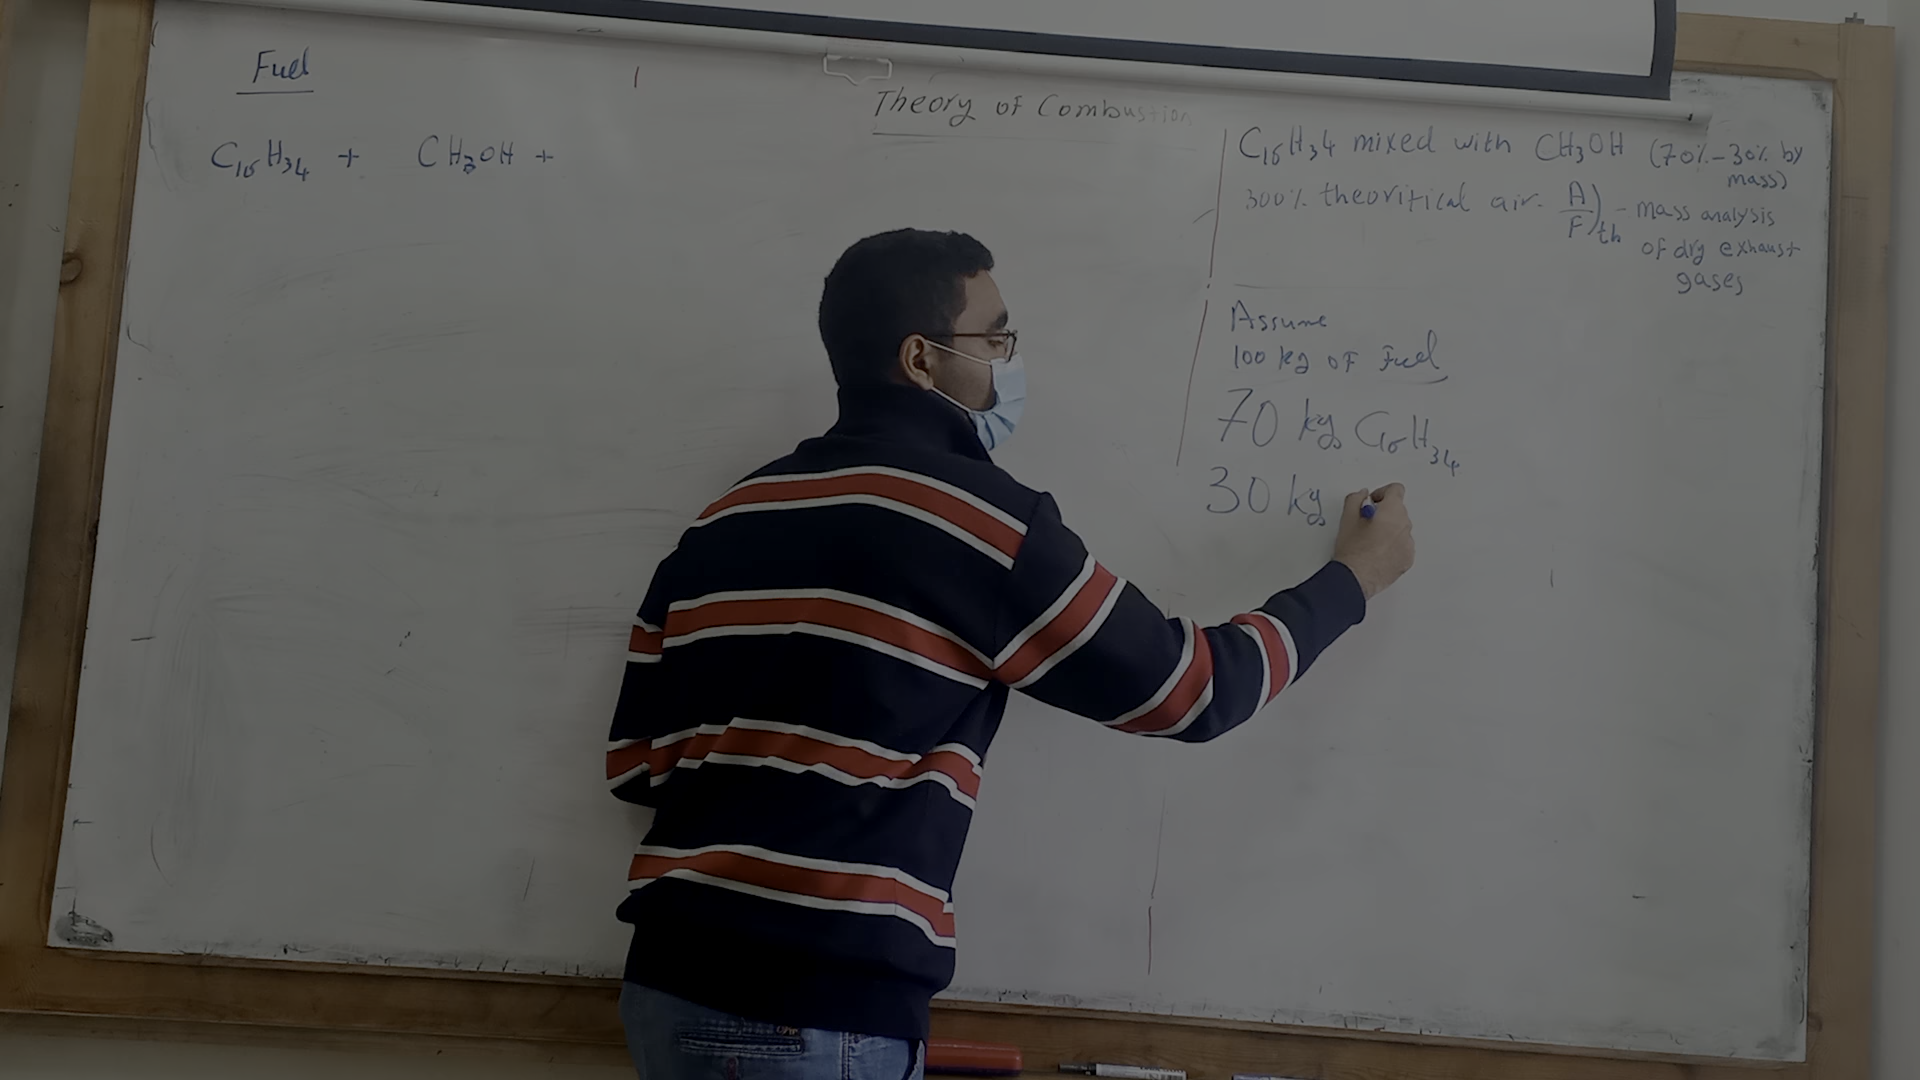 Fuel
Theory of Combustion
C16H34 + CH3OH +
C16H34 mixed with CH3OH (70%-30% by mass)
300% theoritical air. A/F)th - mass analysis
of dry exhaust
gases
Assume
100 kg of Fuel
70 kg C16H34
30 kg